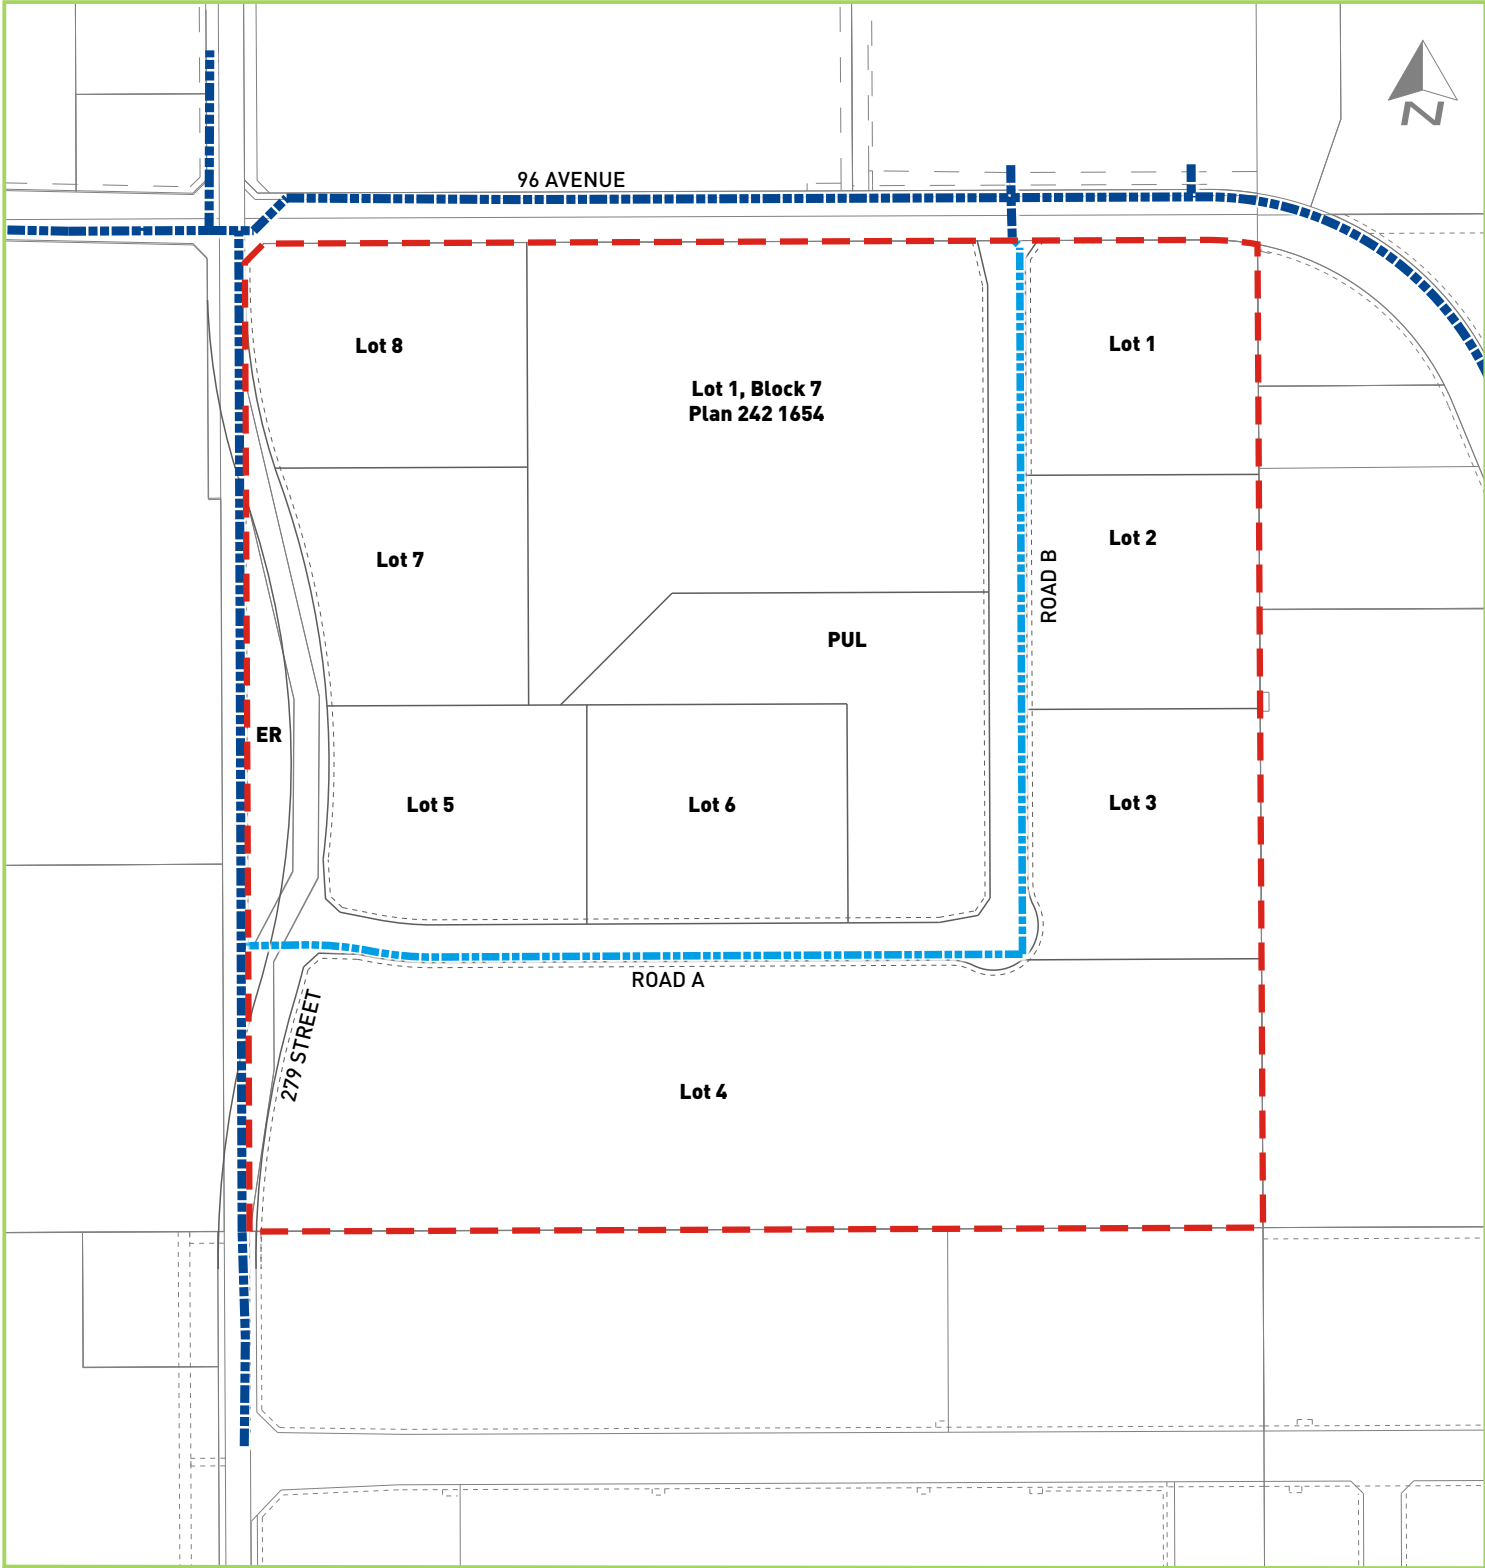 N
96 AVENUE
Lot 8
Lot 1
Lot 1, Block 7
Plan 242 1654
Lot 2
Lot 7
ROAD B
PUL
ER
Lot 5
Lot 6
Lot 3
ROAD A
279 STREET
Lot 4